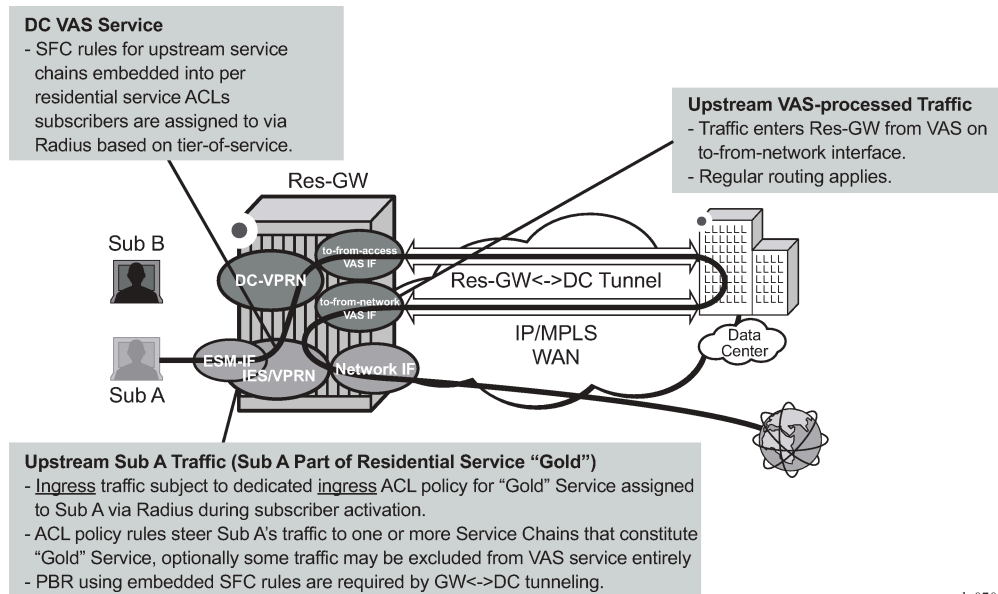 DC VAS Service
- SFC rules for upstream service
chains embedded into per
residential service ACLs
subscribers are assigned to via
Radius based on tier-of-service.
Upstream VAS-processed Traffic
- Traffic enters Res-GW from VAS on
to-from-network interface.
- Regular routing applies.
Res-GW
Sub B
to-from-access
VAS IF
DC-VPRN
Res-GW<->DC Tunnel
to-from-network
VAS IF
IP/MPLS
WAN
Data
Center
ESM-IF
IES/VPRN
Network IF
Sub A
Upstream Sub A Traffic (Sub A Part of Residential Service “Gold”)
- Ingress traffic subject to dedicated ingress ACL policy for “Gold” Service assigned
to Sub A via Radius during subscriber activation.
- ACL policy rules steer Sub A’s traffic to one or more Service Chains that constitute
“Gold” Service, optionally some traffic may be excluded from VAS service entirely
- PBR using embedded SFC rules are required by GW<->DC tunneling.